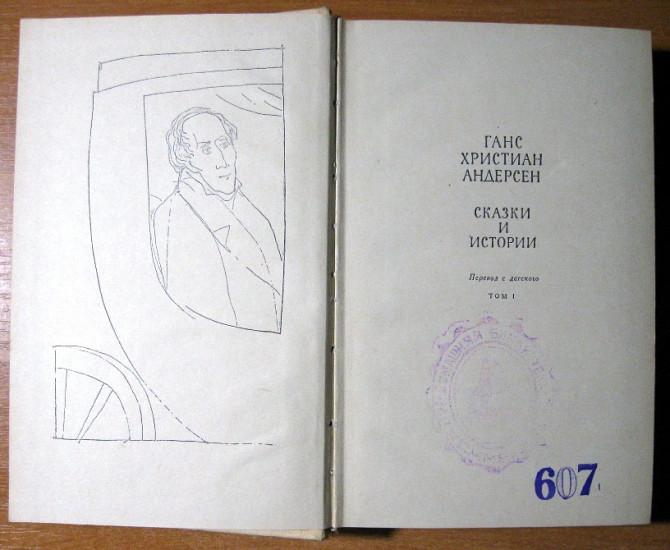 ГАНС
ХРИСТИАН
АНДЕРСЕН
СКАЗКИ
И
ИСТОРИИ
Перевод с датского
ТОМ I
607